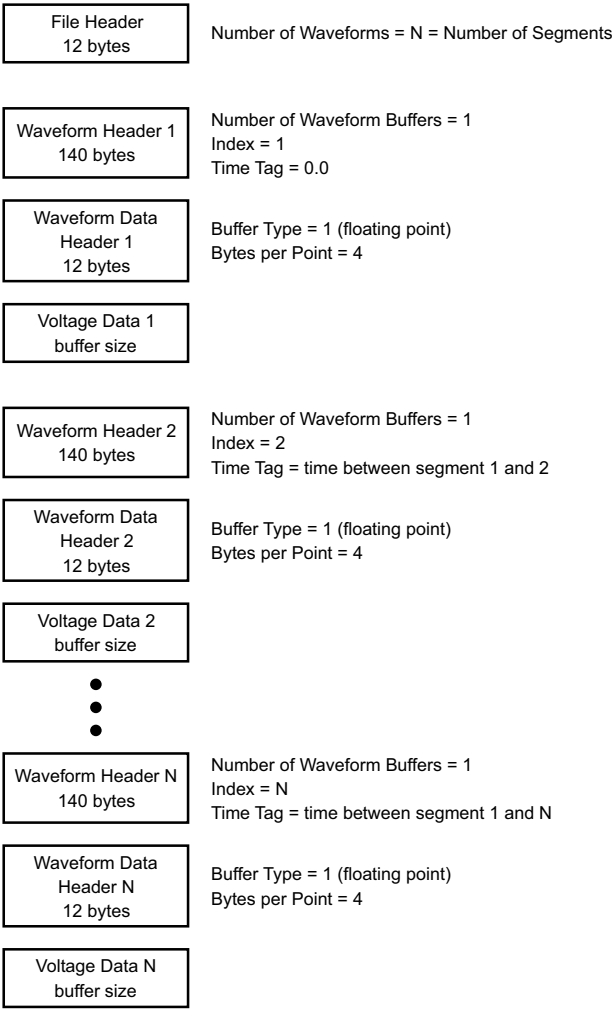 File Header
12 bytes
Number of Waveforms = N = Number of Segments
Waveform Header 1
140 bytes
Number of Waveform Buffers = 1
Index = 1
Time Tag = 0.0
Waveform Data
Header 1
12 bytes
Buffer Type = 1 (floating point)
Bytes per Point = 4
Voltage Data 1
buffer size
Waveform Header 2
140 bytes
Number of Waveform Buffers = 1
Index = 2
Time Tag = time between segment 1 and 2
Waveform Data
Header 2
12 bytes
Buffer Type = 1 (floating point)
Bytes per Point = 4
Voltage Data 2
buffer size
Waveform Header N
140 bytes
Number of Waveform Buffers = 1
Index = N
Time Tag = time between segment 1 and N
Waveform Data
Header N
12 bytes
Buffer Type = 1 (floating point)
Bytes per Point = 4
Voltage Data N
buffer size